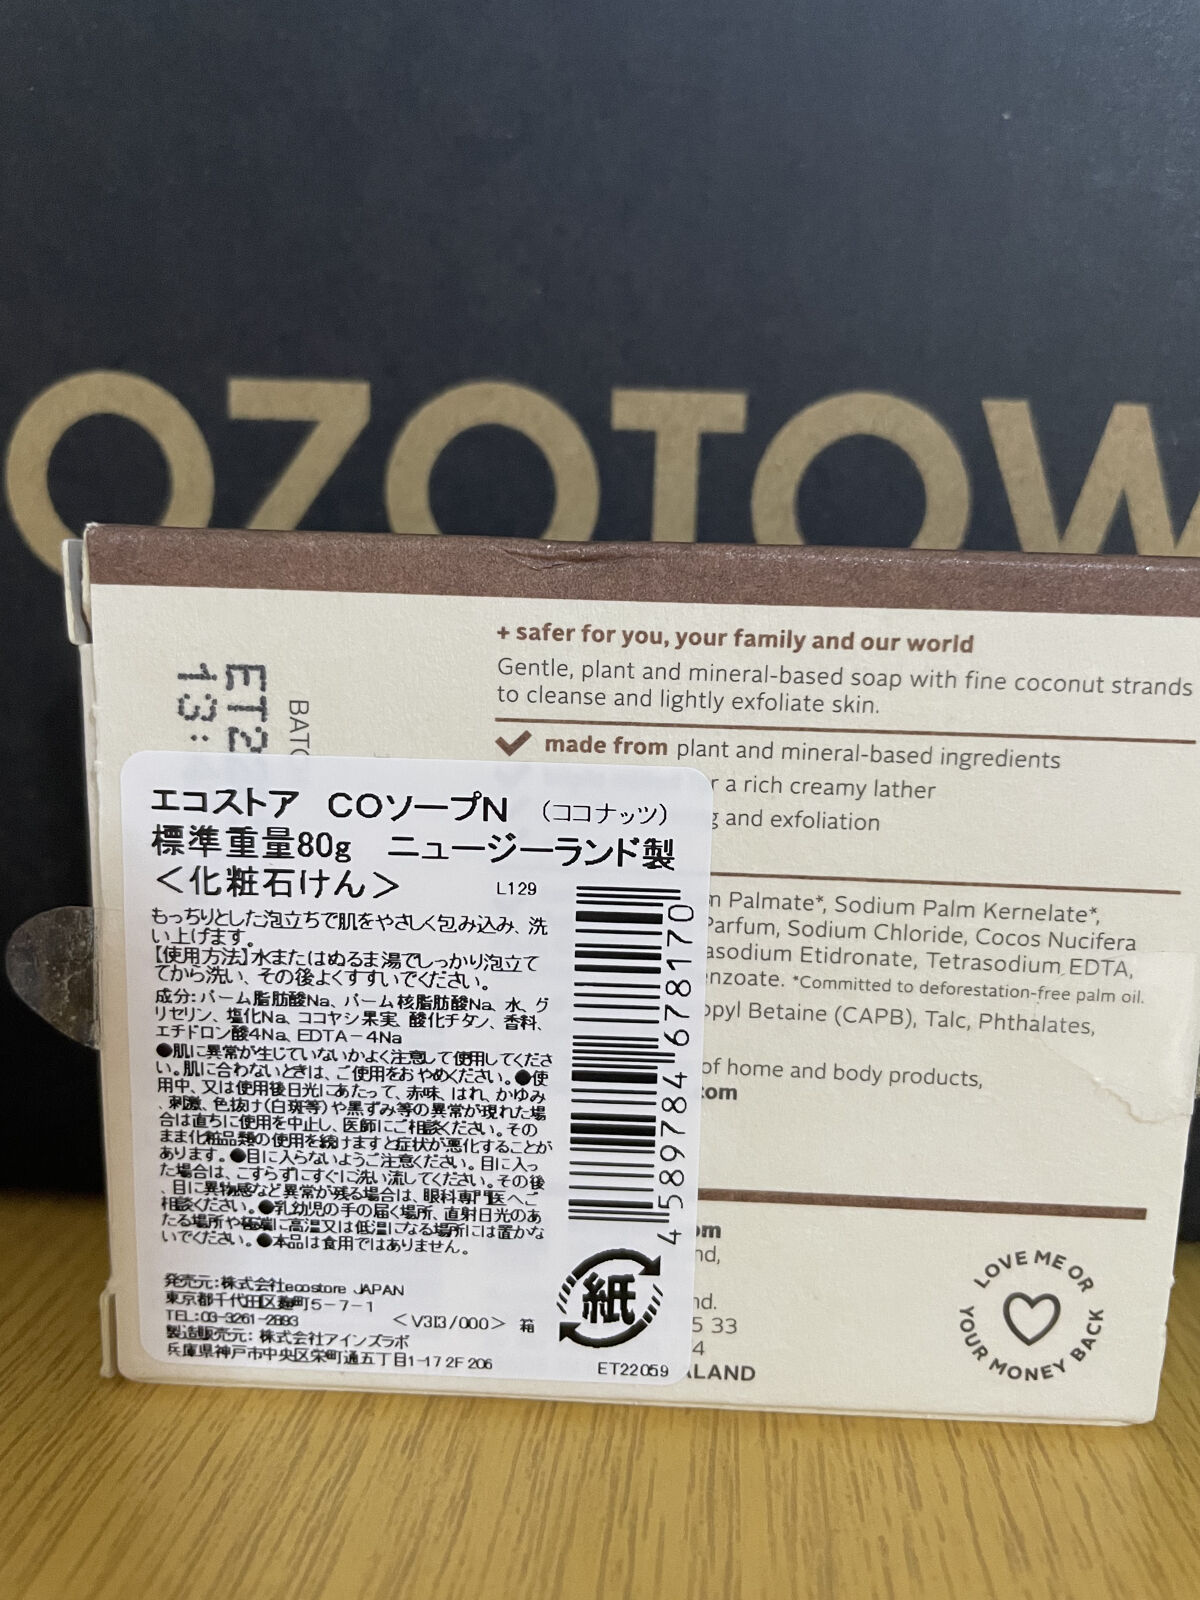 OZOTOW
+ safer for you, your family and our world
Gentle, plant and mineral-based soap with fine coconut strands
to cleanse and lightly exfoliate skin.
made from plant and mineral-based ingredients
r a rich creamy lather
g and exfoliation
m Palmate*, Sodium Palm Kernelate*,
Parfum, Sodium Chloride, Cocos Nucifera
asodium Etidronate, Tetrasodium EDTA,
enzoate. *Committed to deforestation-free palm oil.
opyl Betaine (CAPB), Talc, Phthalates,
of home and body products,
com
om
nd,
nd.
5 33
4
ALAND
LOVE ME OR
YOUR MONEY BACK
BATC
ET2
13:
エコストア COソープN (ココナッツ)
標準重量80g ニュージーランド製
<化粧石けん> L129
もっちりとした泡立ちで肌をやさしく包み込み、洗
い上げます。
【使用方法】水またはぬるま湯でしっかり泡立て
てから洗い、その後よくすすいでください。
成分:パーム脂肪酸Na、パーム核脂肪酸Na、水、グ
リセリン、塩化Na、ココヤシ果実、酸化チタン、香料、
エチドロン酸4Na、EDTA-4Na
●肌に異常が生じていないかよく注意して使用してくださ
い。肌に合わないときは、ご使用をおやめください。●使
用中、又は使用後日光にあたって、赤味、はれ、かゆみ
、刺激、色抜け(白斑等)や黒ずみ等の異常が現れた場
合は直ちに使用を中止し、医師にご相談ください。その
まま化粧品類の使用を続けますと症状が悪化することが
あります。●目に入らないようご注意ください。目に入っ
た場合は、こすらずにすぐに洗い流してください。その後
、目に異物感など異常が残る場合は、眼科専門医へご
相談ください。●乳幼児の手の届く場所、直射日光のあ
たる場所や極端に高温又は低温になる場所には置かな
いでください。●本品は食用ではありません。
4589784678170
発売元:株式会社ecostore JAPAN
東京都千代田区麹町5-7-1
TEL:03-3261-2893 <V3I3/000> 箱
製造販売元: 株式会社アインズラボ
兵庫県神戸市中央区栄町通五丁目1-17 2F 206
紙
ET22059